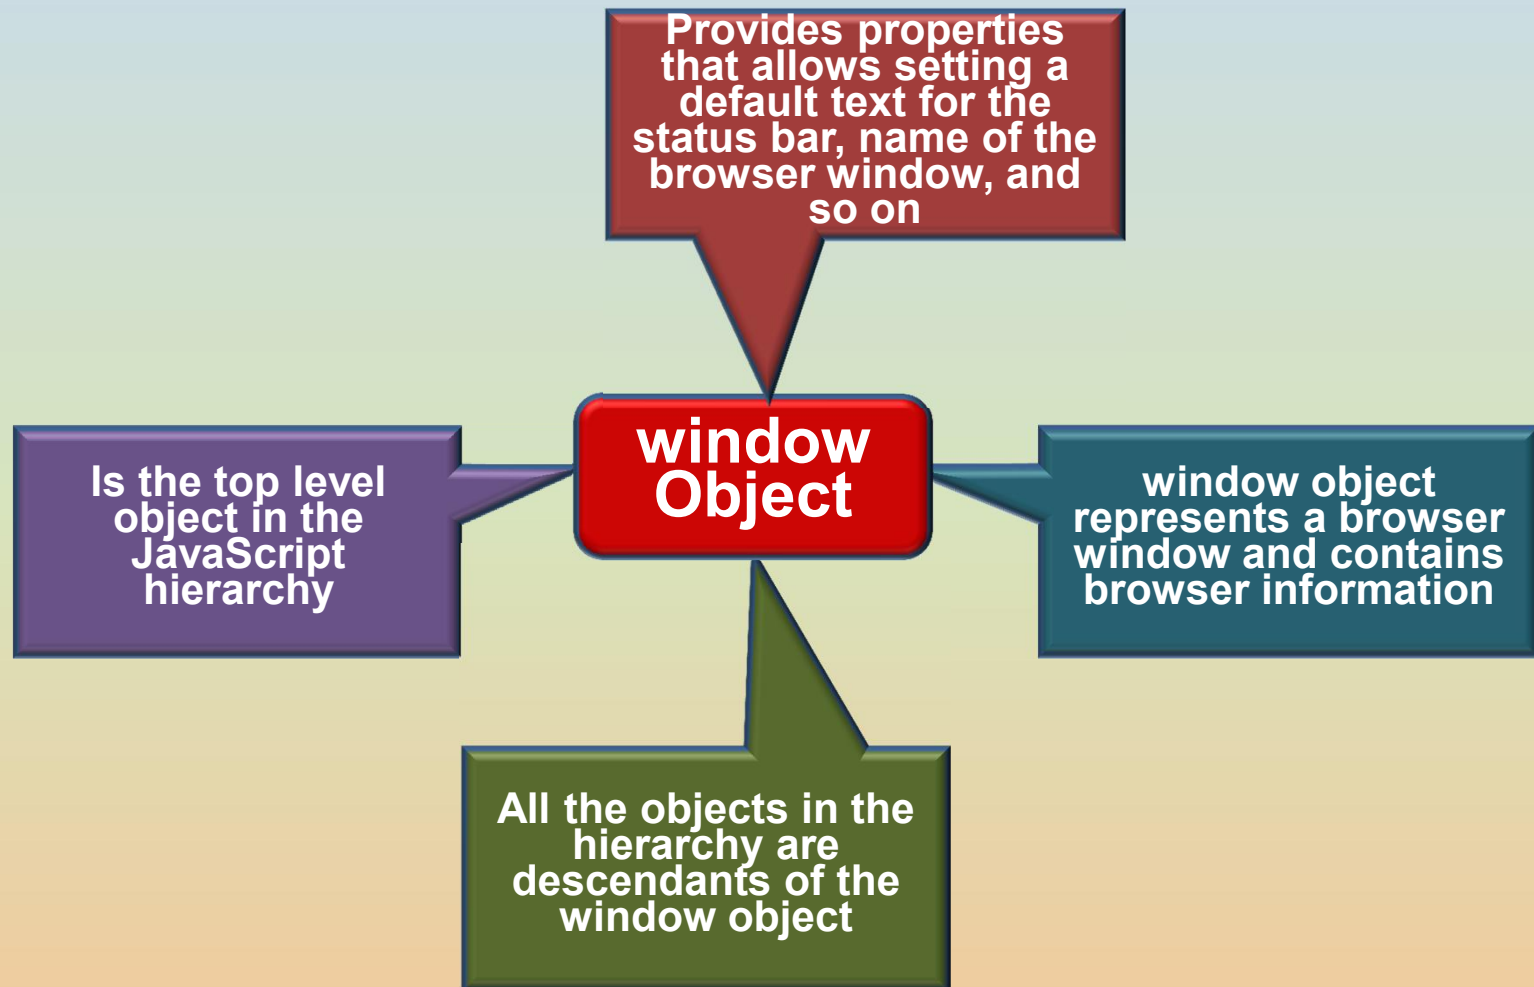 Provides properties
that allows setting a
default text for the
status bar, name of the
browser window, and
so on
window
Object
Is the top level
object in the
JavaScript
hierarchy
window object
represents a browser
window and contains
browser information
All the objects in the
hierarchy are
descendants of the
window object